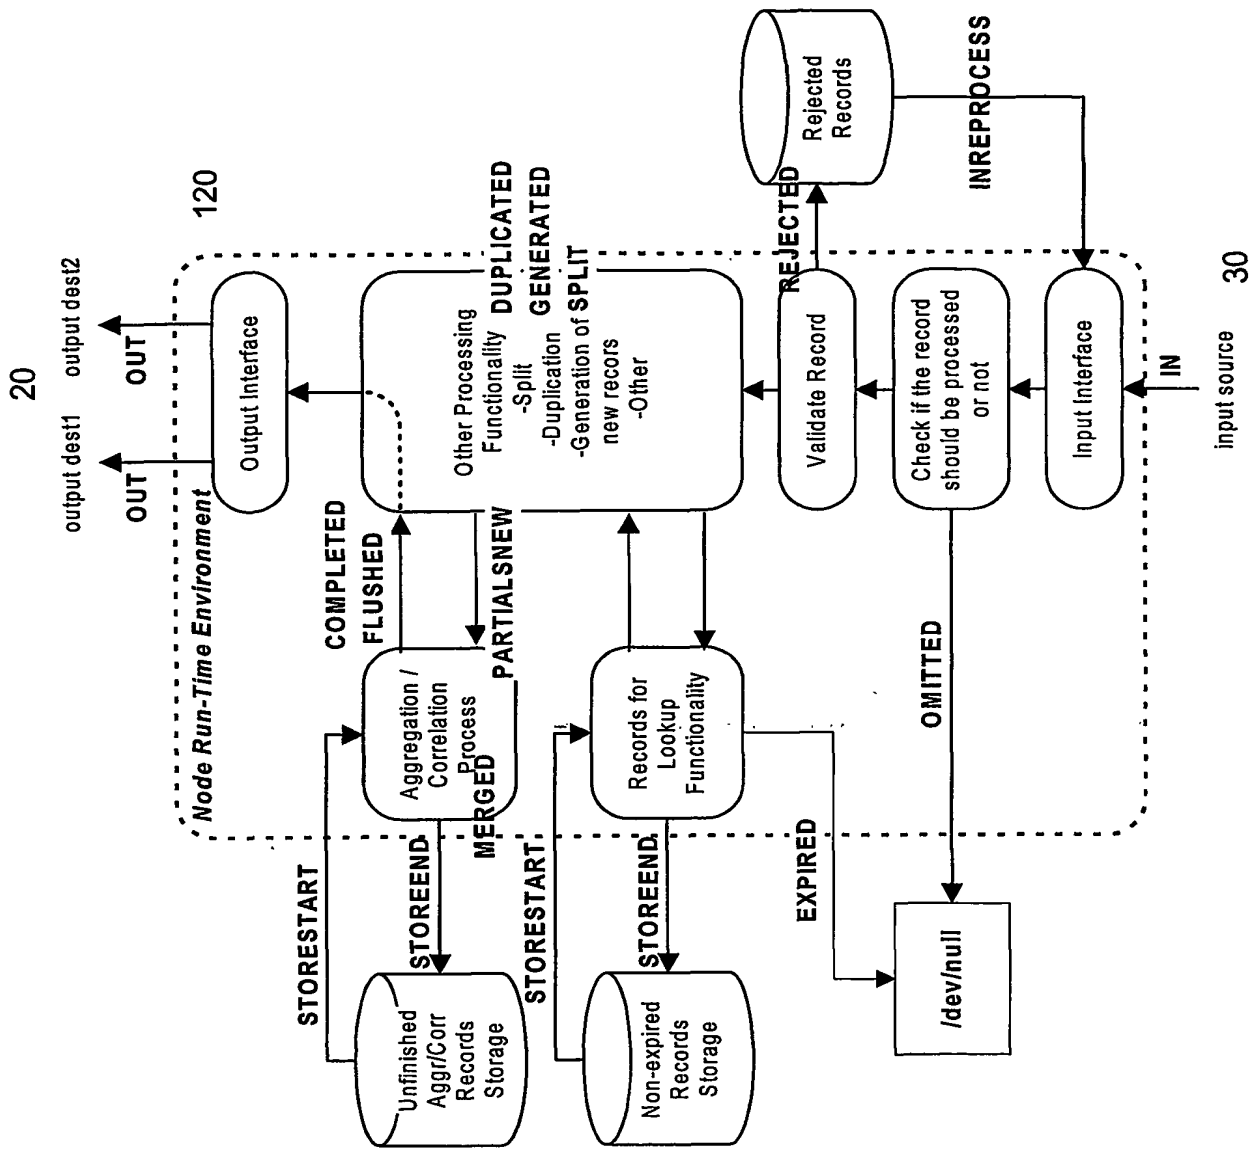 20
output dest1
output dest2
OUT
OUT
120
Node Run-Time Environment
Output Interface
COMPLETED
FLUSHED
Other Processing
Functionality
-Split
-Duplication
-Generation of
new recors
-Other
DUPLICATED
GENERATED
SPLIT
STORESTART
Aggregation /
Correlation
Process
PARTIALSNEW
MERGED
STOREEND
Unfinished
Aggr/Corr
Records
Storage
STORESTART
Records for
Lookup
Functionality
STOREEND
Non-expired
Records
Storage
EXPIRED
Validate Record
REJECTED
Rejected
Records
INREPROCESS
Check if the record
should be processed
or not
OMITTED
/dev/null
Input Interface
IN
input source
30